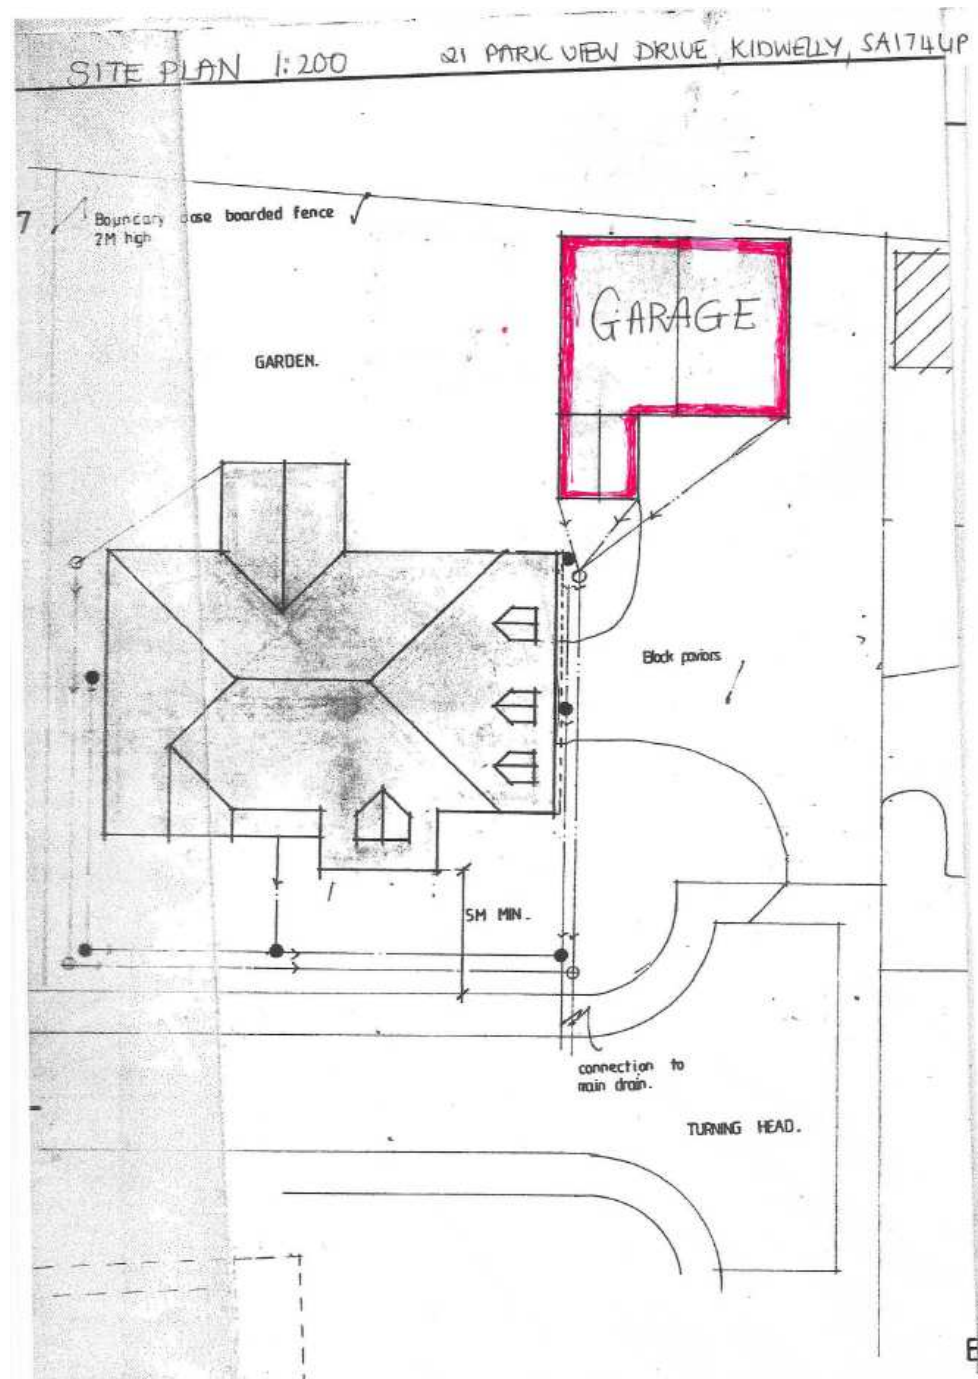 SITE PLAN 1:200 21 PARK VIEW DRIVE, KIDWELLY, SA17 4UP
7
Boundary ose boarded fence
2M high
GARAGE
GARDEN.
Block paviors
5M MIN.
connection to
main drain.
TURNING HEAD.